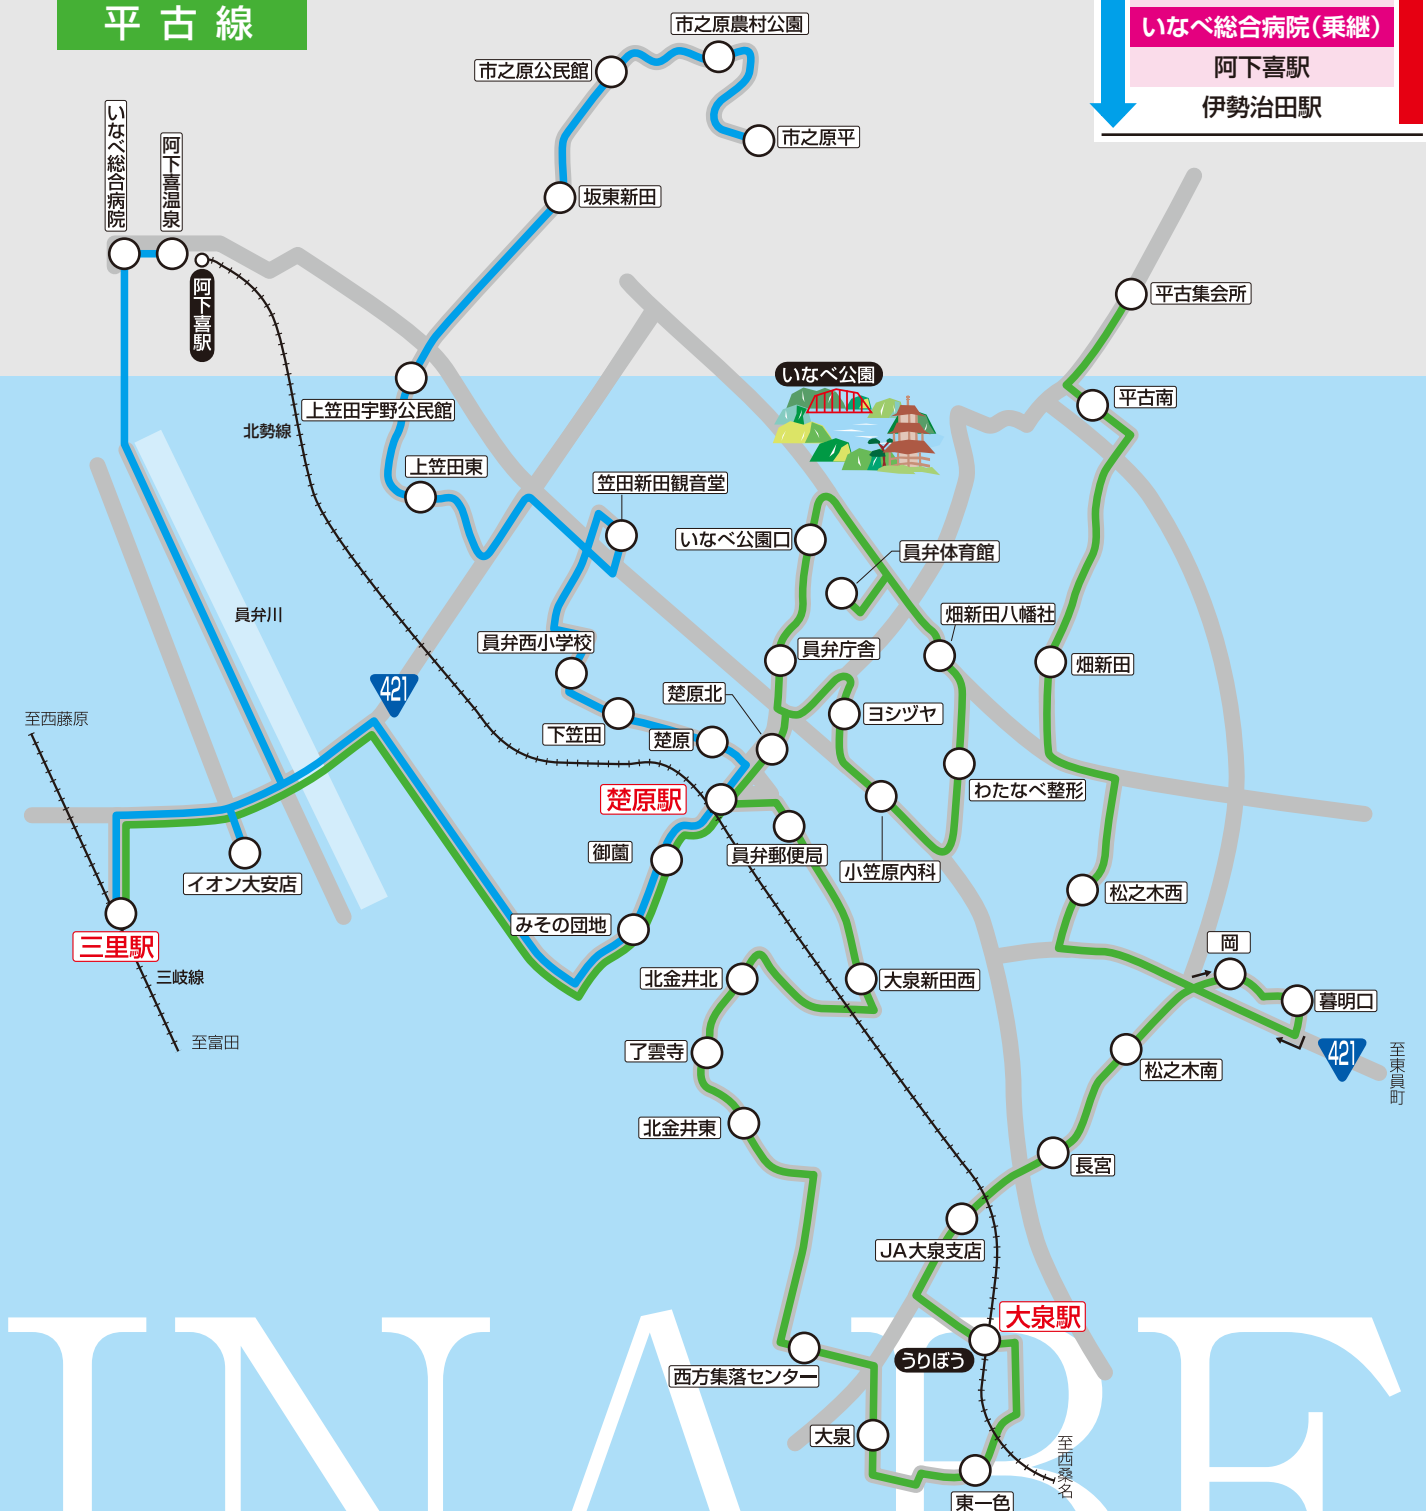 平古線
いなべ総合病院(乗継)
阿下喜駅
伊勢治田駅
市之原農村公園
市之原公民館
市之原平
いなべ総合病院
阿下喜温泉
坂東新田
阿下喜駅
平古集会所
いなべ公園
平古南
上笠田宇野公民館
北勢線
上笠田東
笠田新田観音堂
いなべ公園口
員弁体育館
員弁川
畑新田八幡社
員弁西小学校
員弁庁舎
畑新田
421
楚原北
至西藤原
下笠田
楚原
ヨシヅヤ
わたなべ整形
楚原駅
御薗
員弁郵便局
小笠原内科
イオン大安店
松之木西
みその団地
三里駅
岡
三岐線
北金井北
大泉新田西
暮明口
至富田
了雲寺
421
至東員町
松之木南
北金井東
長宮
JA大泉支店
大泉駅
うりぼう
西方集落センター
大泉
至西桑名
東一色
INABE